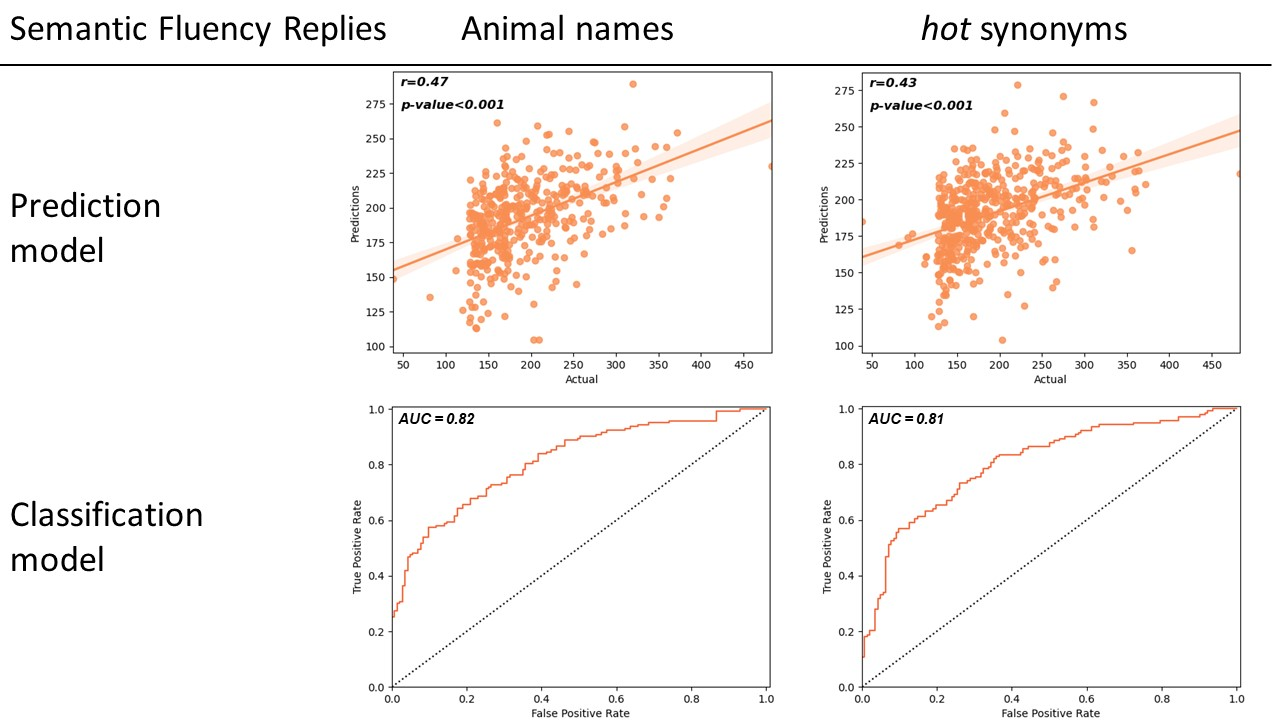 Semantic Fluency Replies Animal names hot synonyms
Prediction
model
r=0.47
p-value<0.001
275
250
225
200
175
150
125
100
Predictions
50 100 150 200 250 300 350 400 450
Actual
r=0.43
p-value<0.001
275
250
225
200
175
150
125
100
Predictions
50 100 150 200 250 300 350 400 450
Actual
Classification
model
AUC = 0.82
1.0
0.8
0.6
0.4
0.2
0.0
True Positive Rate
0.0 0.2 0.4 0.6 0.8 1.0
False Positive Rate
AUC = 0.81
1.0
0.8
0.6
0.4
0.2
0.0
True Positive Rate
0.0 0.2 0.4 0.6 0.8 1.0
False Positive Rate